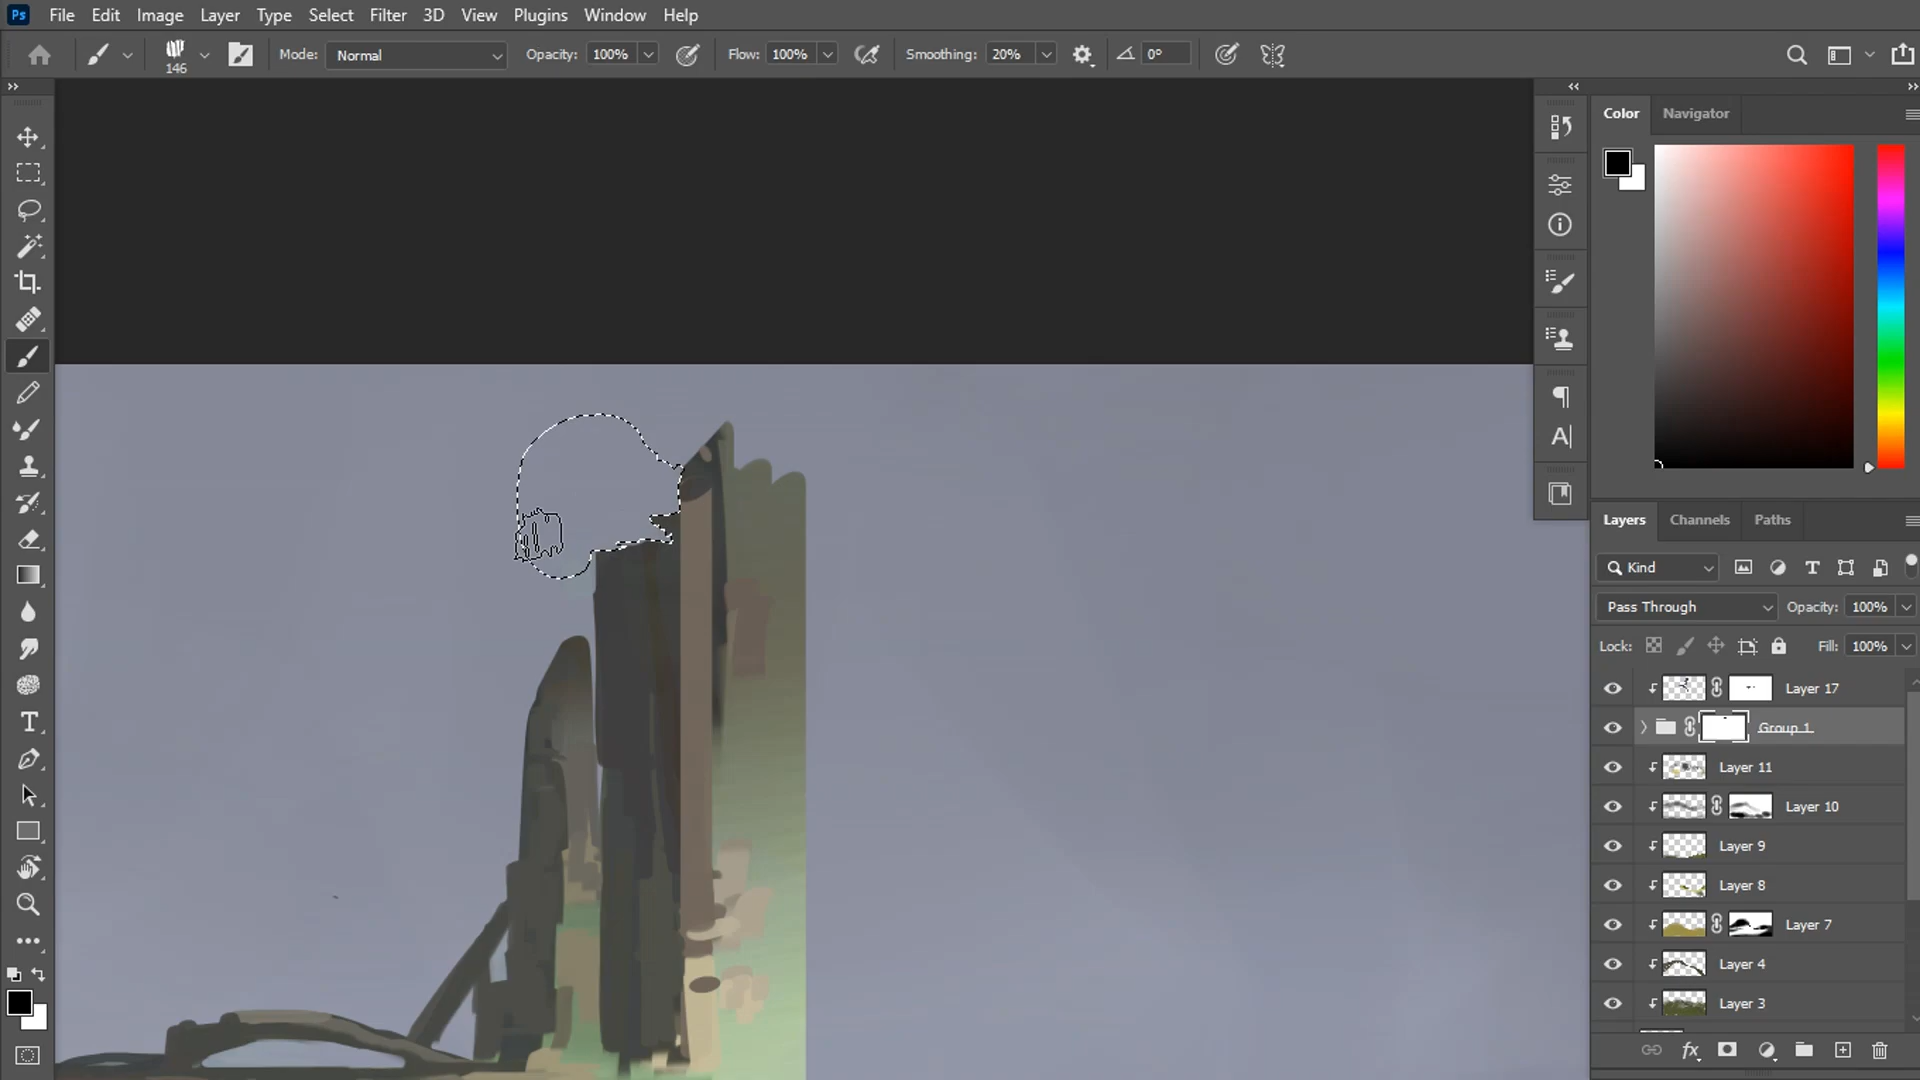 Ps File Edit Image Layer Type Select Filter 3D View Plugins Window Help
146 Mode: Normal Opacity: 100% Flow: 100% Smoothing: 20% 0°
Color Navigator
Layers Channels Paths
Kind
Pass Through Opacity: 100%
Lock: Fill: 100%
Layer 17
Group 1
Layer 11
Layer 10
Layer 9
Layer 8
Layer 7
Layer 4
Layer 3